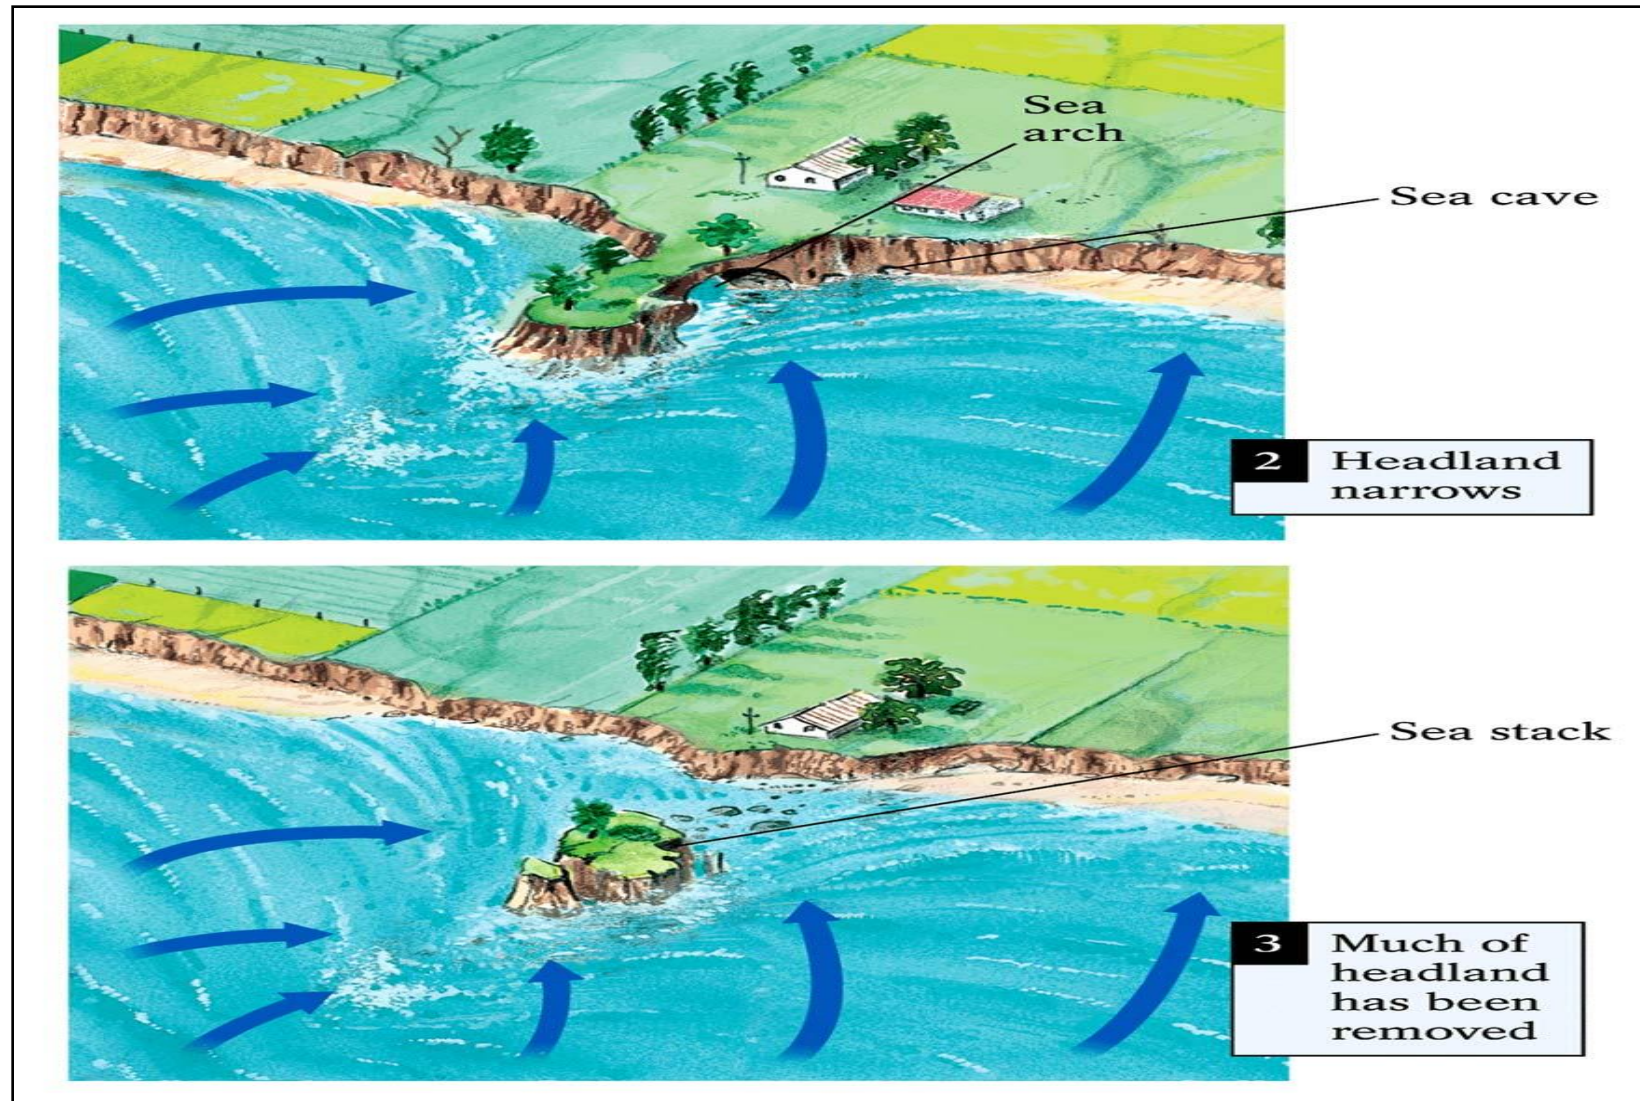 Sea
arch
Sea cave
2 Headland
narrows
Sea stack
3 Much of
headland
has been
removed